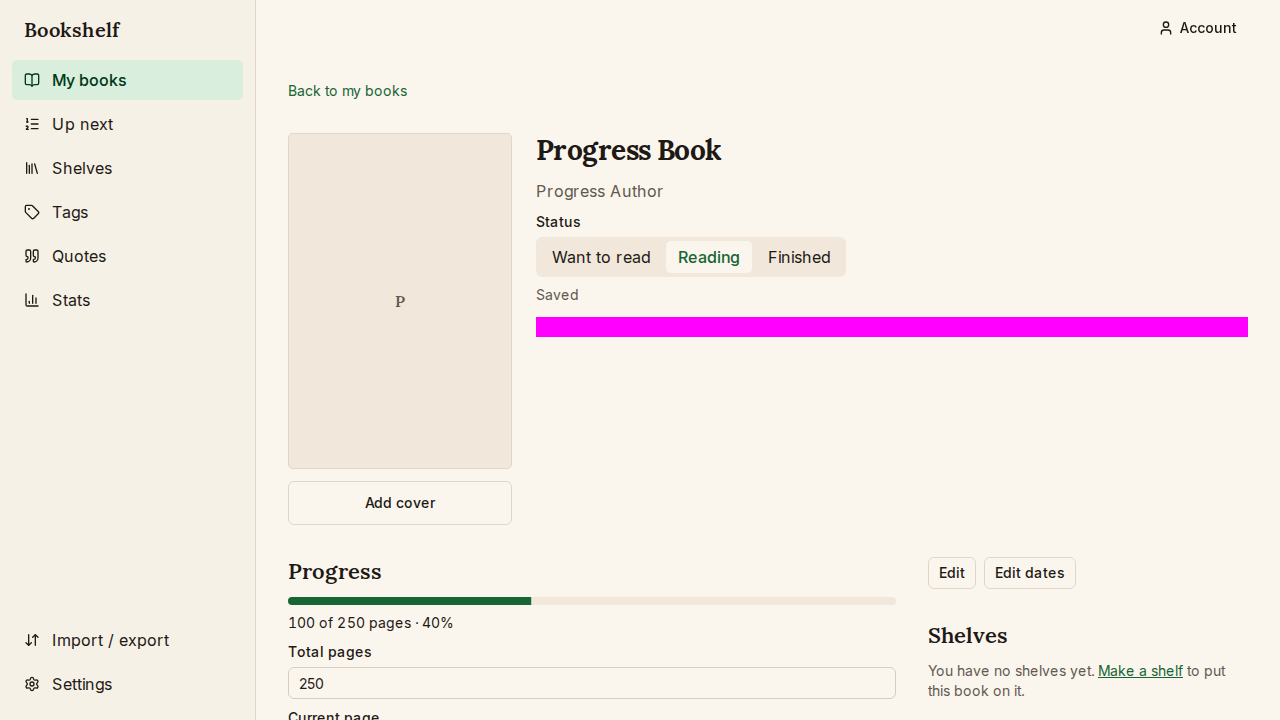 Bookshelf
My books
Up next
Shelves
Tags
Quotes
Stats
Import / export
Settings
Account
Back to my books
P
Add cover
Progress Book
Progress Author
Status
Want to read
Reading
Finished
Saved
Progress
100 of 250 pages · 40%
Total pages
250
Current page
Edit
Edit dates
Shelves
You have no shelves yet. Make a shelf to put
this book on it.